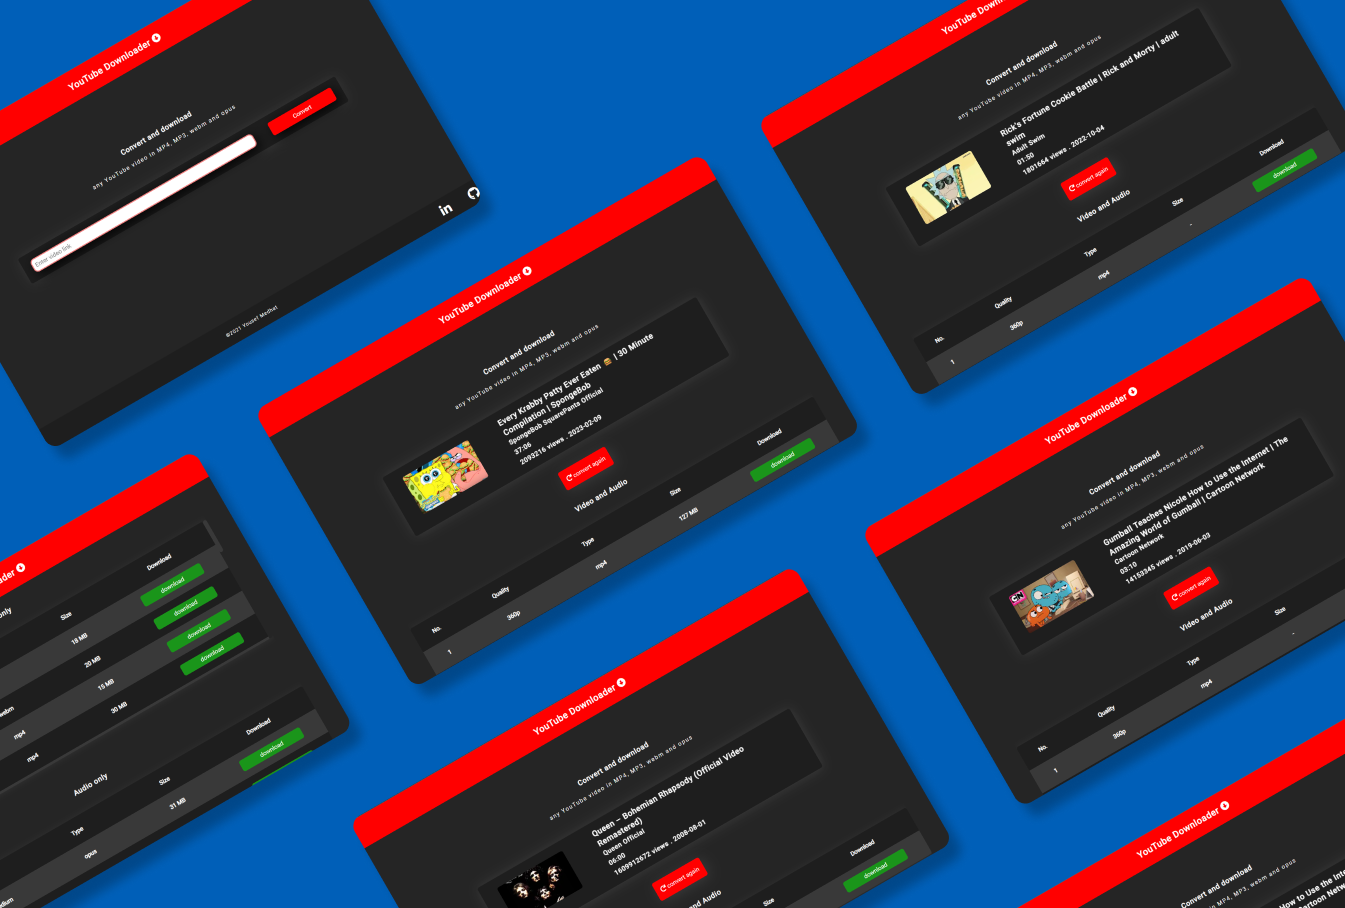 YouTube Downloader
Convert and download
any YouTube video in MP4, MP3, webm and opus
Enter video link
Convert
©2021 Yousef Medhat
in
YouTube Downloader
Convert and download
any YouTube video in MP4, MP3, webm and opus
Every Krabby Patty Ever Eaten 🍔 | 30 Minute
Compilation | SpongeBob
SpongeBob SquarePants Official
37:06
2093216 views . 2023-02-09
convert again
Video and Audio
No. Quality Type Size Download
1 360p mp4 127 MB download
YouTube Down
Convert and download
any YouTube video in MP4, MP3, webm and opus
Rick's Fortune Cookie Battle | Rick and Morty | adult
swim
Adult Swim
01:50
1801664 views . 2022-10-04
convert again
Video and Audio
No. Quality Type Size Download
1 360p mp4 - download
YouTube Downloader
Convert and download
any YouTube video in MP4, MP3, webm and opus
CN
Gumball Teaches Nicole How to Use the Internet | The
Amazing World of Gumball | Cartoon Network
Cartoon Network
03:10
14153345 views . 2019-06-03
convert again
Video and Audio
No. Quality Type Size
1 360p mp4 -
ader
only
Size Download
18 MB download
webm 20 MB download
mp4 15 MB download
mp4 30 MB download
Audio only
Type Size Download
opus 31 MB download
dium
YouTube Downloader
Convert and download
any YouTube video in MP4, MP3, webm and opus
Queen – Bohemian Rhapsody (Official Video
Remastered)
Queen Official
06:00
1609912672 views . 2008-08-01
convert again
nd Audio
Size Download
download
YouTube Downloader
Convert and download
any YouTube video in MP4, MP3, webm and opus
How to Use the Inte
Cartoon Net